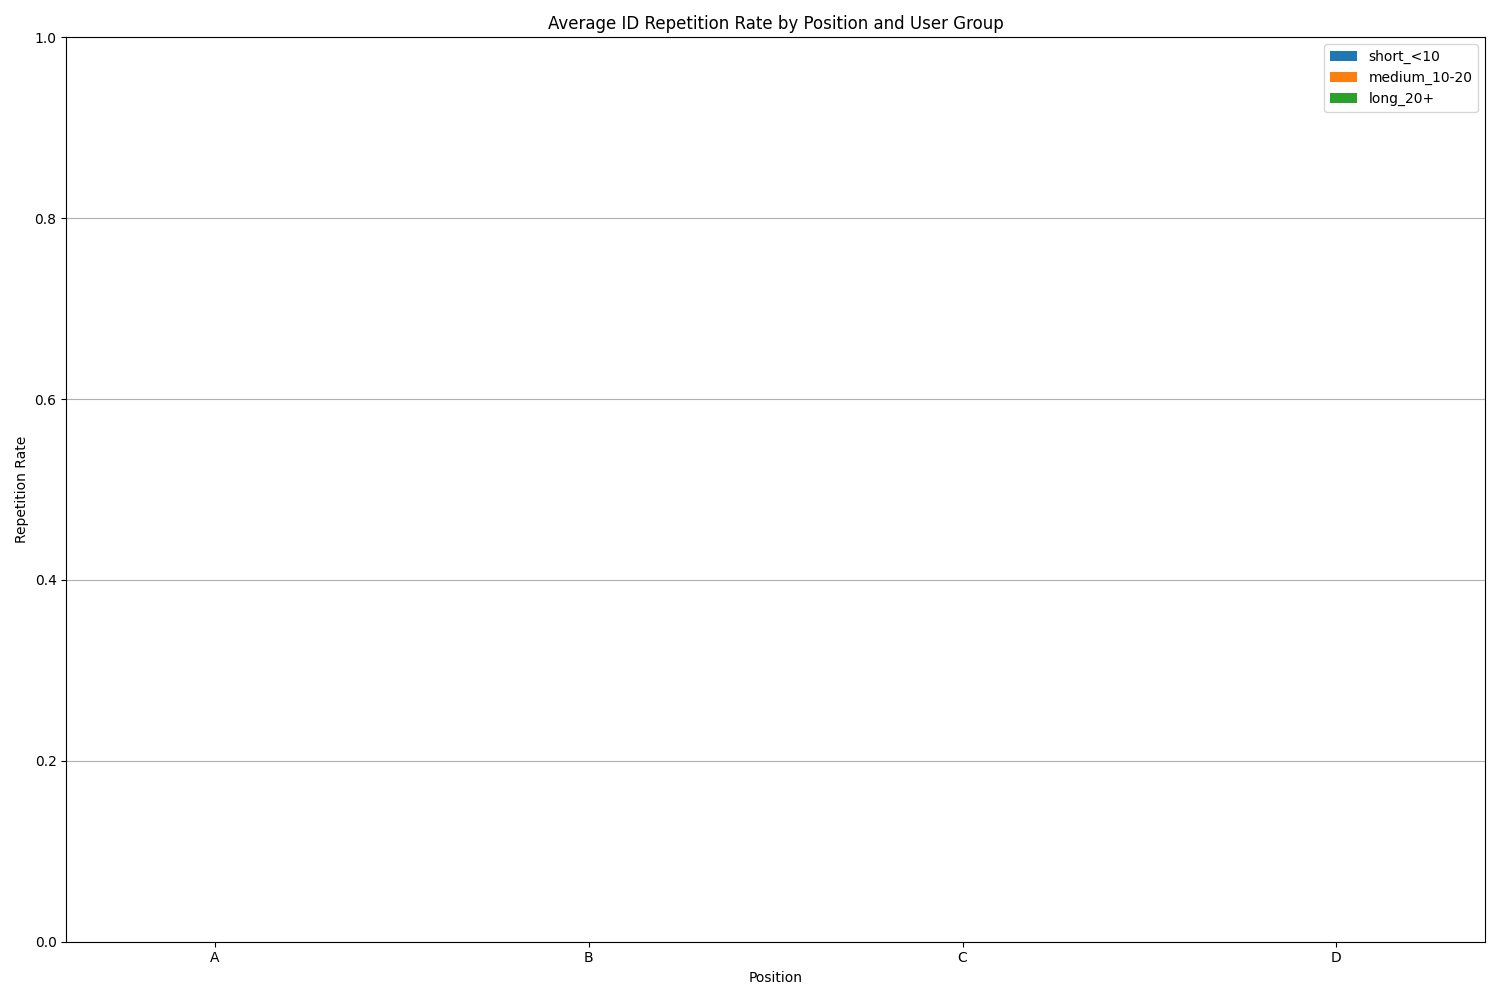 Average ID Repetition Rate by Position and User Group
1.0
short_<10
medium_10-20
long_20+
0.8
0.6
Repetition Rate
0.4
0.2
0.0
A B C D
Position